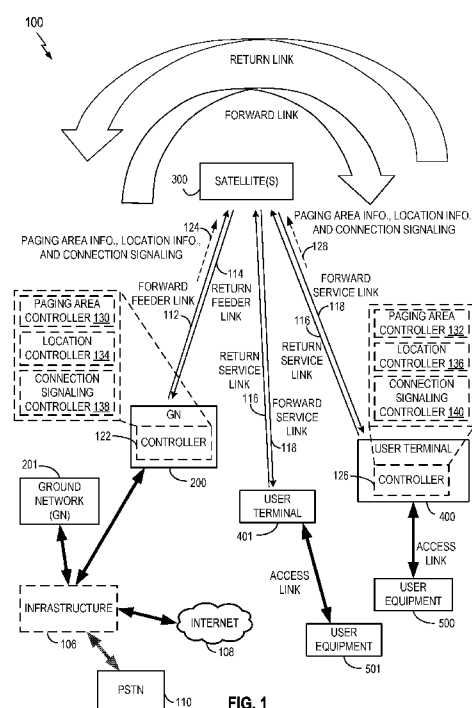 100
RETURN LINK
FORWARD LINK
300
SATELLITE(S)
124
PAGING AREA INFO., LOCATION INFO.,
AND CONNECTION SIGNALING
PAGING AREA INFO., LOCATION INFO.
AND CONNECTION SIGNALING
128
114
FORWARD
FEEDER LINK
112
RETURN
FEEDER
LINK
FORWARD
SERVICE LINK
118
116
RETURN
SERVICE
LINK
PAGING AREA
CONTROLLER 130
LOCATION
CONTROLLER 134
CONNECTION
SIGNALING
CONTROLLER 138
PAGING AREA
CONTROLLER 132
LOCATION
CONTROLLER 136
CONNECTION
SIGNALING
CONTROLLER 140
RETURN
SERVICE
LINK
116
FORWARD
SERVICE
LINK
118
GN
122
CONTROLLER
200
USER TERMINAL
126
CONTROLLER
400
201
GROUND
NETWORK
(GN)
USER
TERMINAL
401
ACCESS
LINK
ACCESS
LINK
USER
EQUIPMENT
500
INFRASTRUCTURE
106
INTERNET
108
USER
EQUIPMENT
501
PSTN
110
FIG. 1